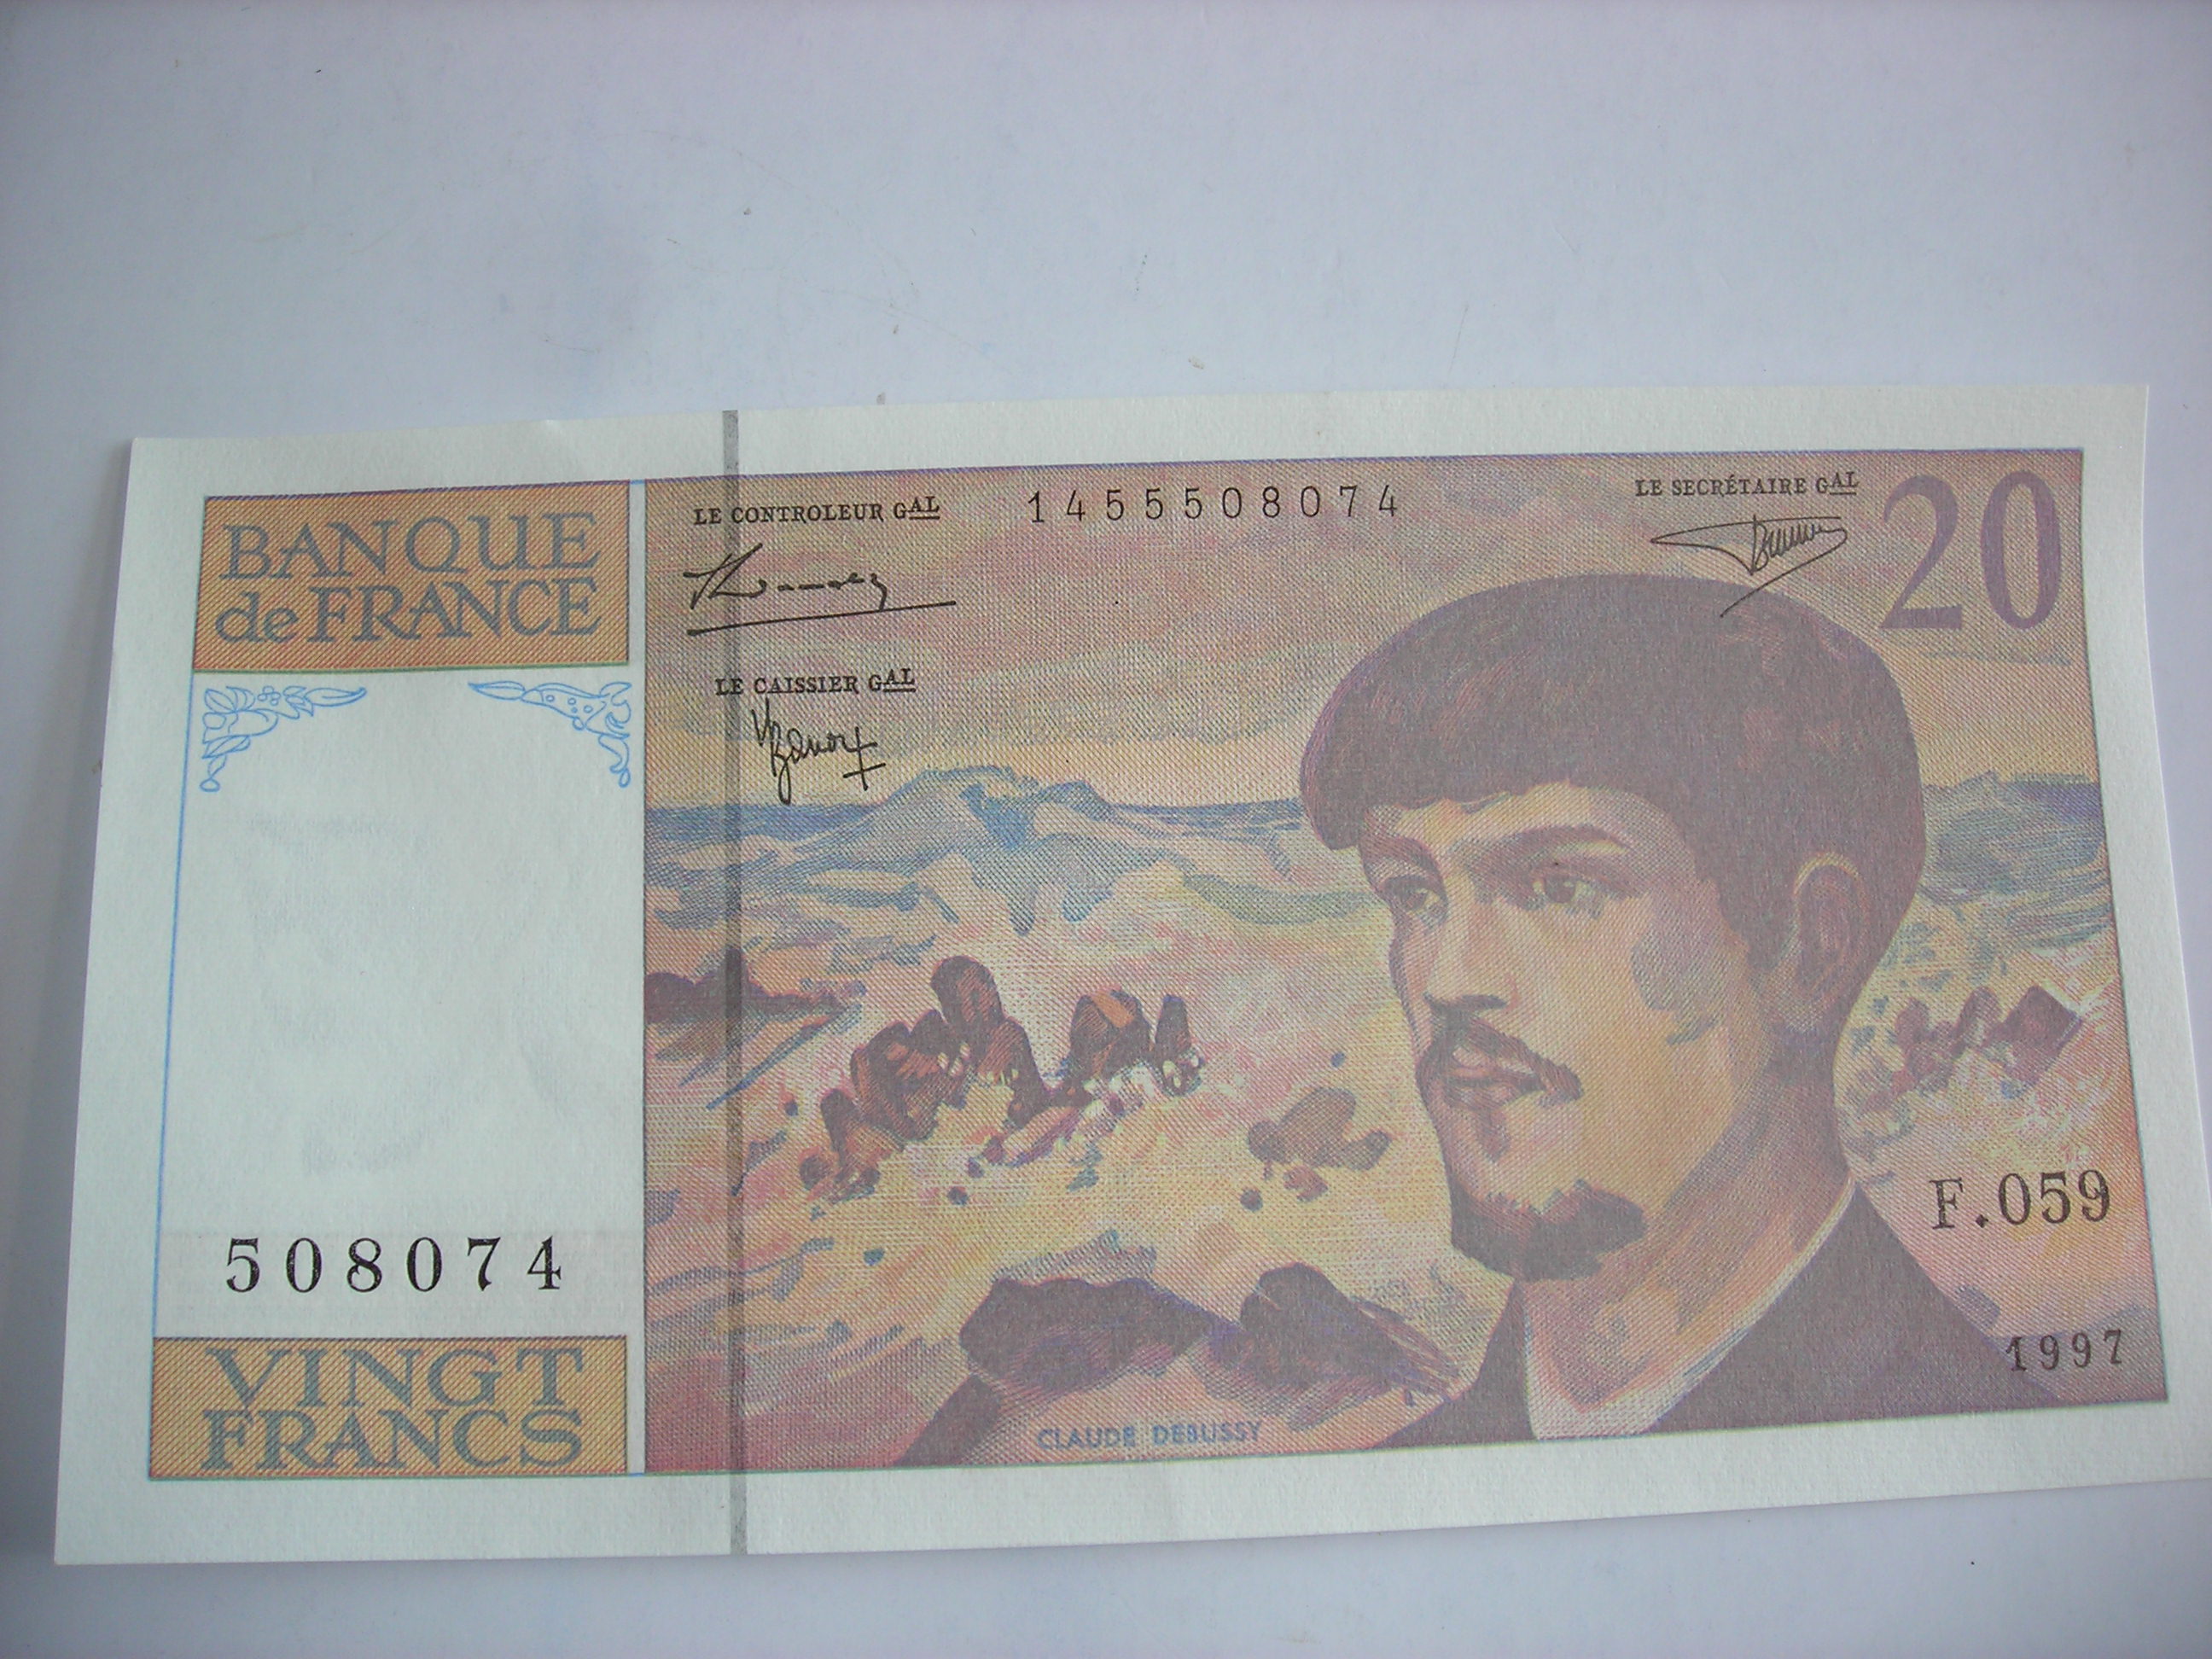 BANQUE
de FRANCE
LE CONTROLEUR GAL
1455508074
LE SECRÉTAIRE GAL
20
LE CAISSIER GAL
508074
F.059
1997
VINGT
FRANCS
CLAUDE DEBUSSY